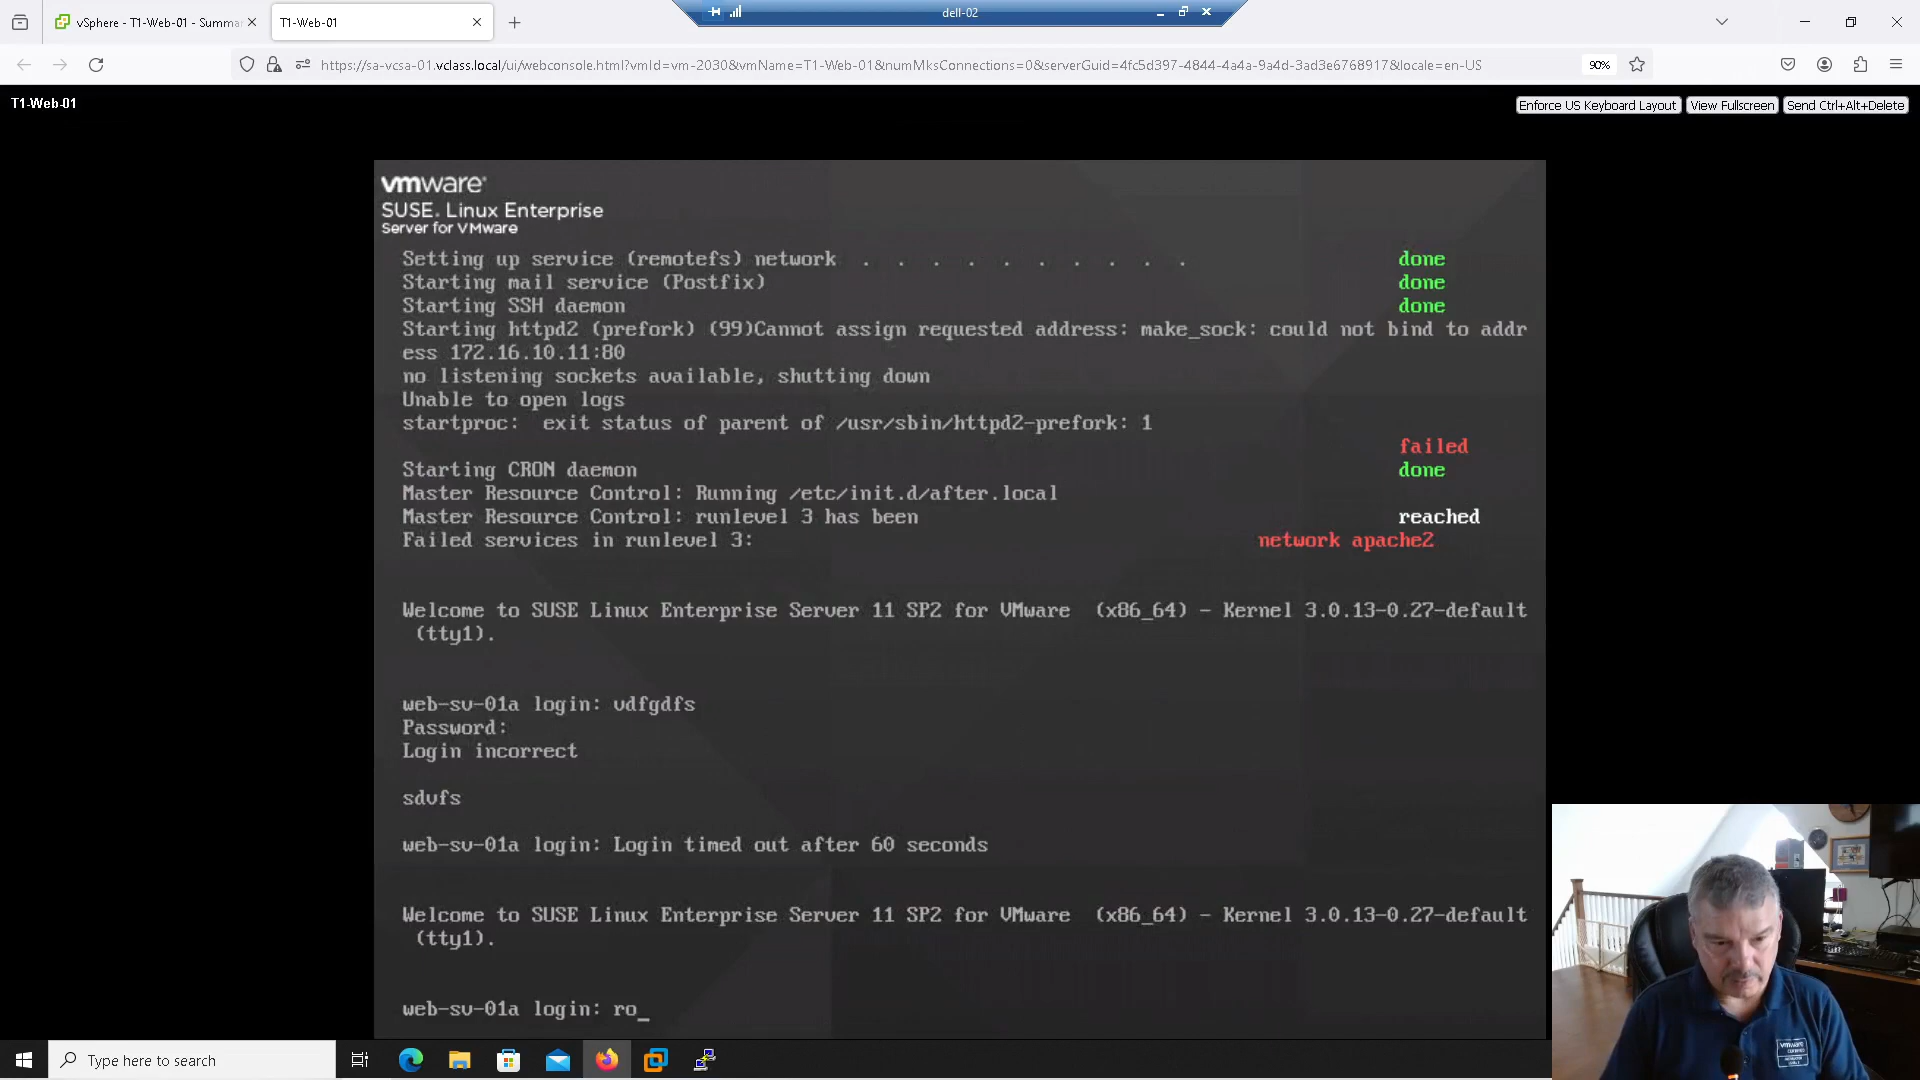 vSphere - T1-Web-01 - Summa
T1-Web-01
dell-02
https://sa-vcsa-01.vclass.local/ui/webconsole.html?vmId=vm-2030&vmName=T1-Web-01&numMksConnections=0&serverGuid=4fc5d397-4844-4a4a-9a4d-3ad3e6768917&locale=en-US
90%
T1-Web-01
Enforce US Keyboard Layout
View Fullscreen
Send Ctrl+Alt+Delete
vmware
SUSE. Linux Enterprise
Server for VMware
Setting up service (remotefs) network . . . . . . . . . . done
Starting mail service (Postfix) done
Starting SSH daemon done
Starting httpd2 (prefork) (99)Cannot assign requested address: make_sock: could not bind to addr
ess 172.16.10.11:80
no listening sockets available, shutting down
Unable to open logs
startproc: exit status of parent of /usr/sbin/httpd2-prefork: 1
failed
Starting CRON daemon done
Master Resource Control: Running /etc/init.d/after.local
Master Resource Control: runlevel 3 has been reached
Failed services in runlevel 3: network apache2
Welcome to SUSE Linux Enterprise Server 11 SP2 for VMware (x86_64) - Kernel 3.0.13-0.27-default
(tty1).
web-sv-01a login: vdfgdfs
Password:
Login incorrect
sdvfs
web-sv-01a login: Login timed out after 60 seconds
Welcome to SUSE Linux Enterprise Server 11 SP2 for VMware (x86_64) - Kernel 3.0.13-0.27-default
(tty1).
web-sv-01a login: ro_
vmware
Type here to search